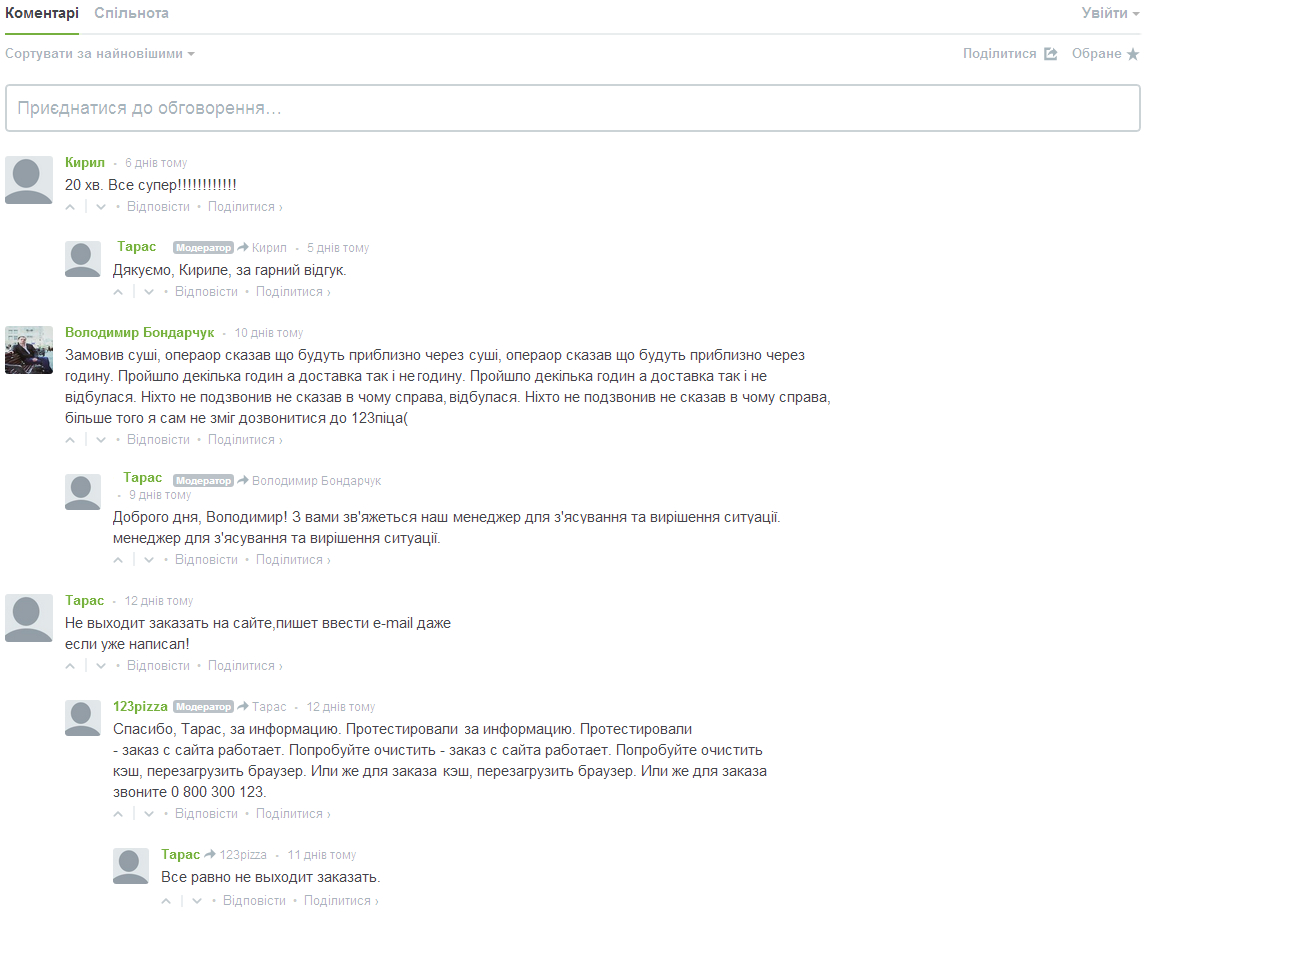 Коментарі Спільнота Увійти
Сортувати за найновішими Поділитися Обране
Приєднатися до обговорення...
Кирил • 6 днів тому
20 хв. Все супер!!!!!!!!!!!!
• Відповісти • Поділитися ›
Тарас Модератор Кирил • 5 днів тому
Дякуємо, Кириле, за гарний відгук.
• Відповісти • Поділитися ›
Володимир Бондарчук • 10 днів тому
Замовив суші, операор сказав що будуть приблизно через суші, операор сказав що будуть приблизно через
годину. Пройшло декілька годин а доставка так і не годину. Пройшло декілька годин а доставка так і не
відбулася. Ніхто не подзвонив не сказав в чому справа, відбулася. Ніхто не подзвонив не сказав в чому справа,
більше того я сам не зміг дозвонитися до 123піца(
• Відповісти • Поділитися ›
Тарас Модератор Володимир Бондарчук
• 9 днів тому
Доброго дня, Володимир! З вами зв'яжеться наш менеджер для з'ясування та вирішення ситуації.
менеджер для з'ясування та вирішення ситуації.
• Відповісти • Поділитися ›
Тарас • 12 днів тому
Не выходит заказать на сайте,пишет ввести e-mail даже
если уже написал!
• Відповісти • Поділитися ›
123pizza Модератор Тарас • 12 днів тому
Спасибо, Тарас, за информацию. Протестировали за информацию. Протестировали
- заказ с сайта работает. Попробуйте очистить - заказ с сайта работает. Попробуйте очистить
кэш, перезагрузить браузер. Или же для заказа кэш, перезагрузить браузер. Или же для заказа
звоните 0 800 300 123.
• Відповісти • Поділитися ›
Тарас 123pizza • 11 днів тому
Все равно не выходит заказать.
• Відповісти • Поділитися ›